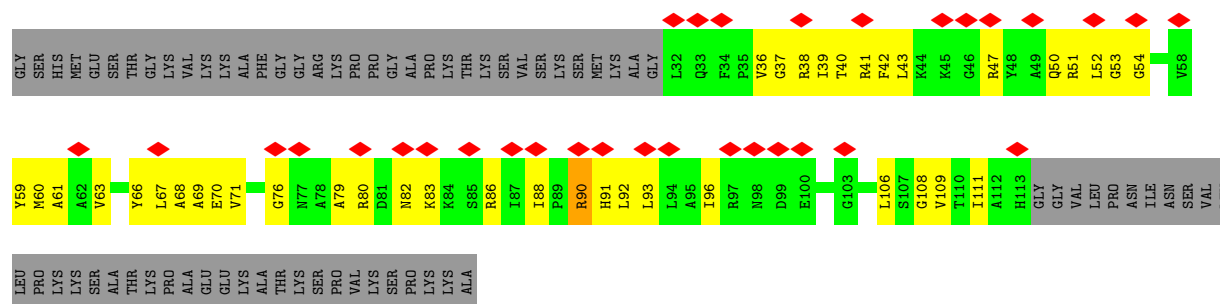 GLY SER HIS MET GLU SER THR GLY LYS VAL LYS LYS ALA PHE GLY GLY ARG LYS PRO PRO GLY ALA PRO LYS THR LYS SER VAL SER LYS SER MET LYS ALA GLY L32 Q33 F34 P35 V36 G37 R38 I39 T40 R41 F42 L43 K44 K45 G46 R47 Y48 A49 Q50 R51 L52 G53 G54 V58
Y59 M60 A61 A62 V63 Y66 L67 A68 A69 E70 V71 G76 N77 A78 A79 R80 D81 N82 K83 K84 S85 R86 I87 I88 P89 R90 H91 L92 L93 L94 A95 I96 R97 N98 D99 E100 G103 L106 S107 G108 V109 T110 I111 A112 H113 GLY GLY VAL LEU PRO ASN ILE ASN SER VAL
LEU PRO LYS LYS SER ALA THR LYS PRO ALA GLU GLU LYS ALA THR LYS SER PRO VAL LYS SER PRO LYS LYS ALA